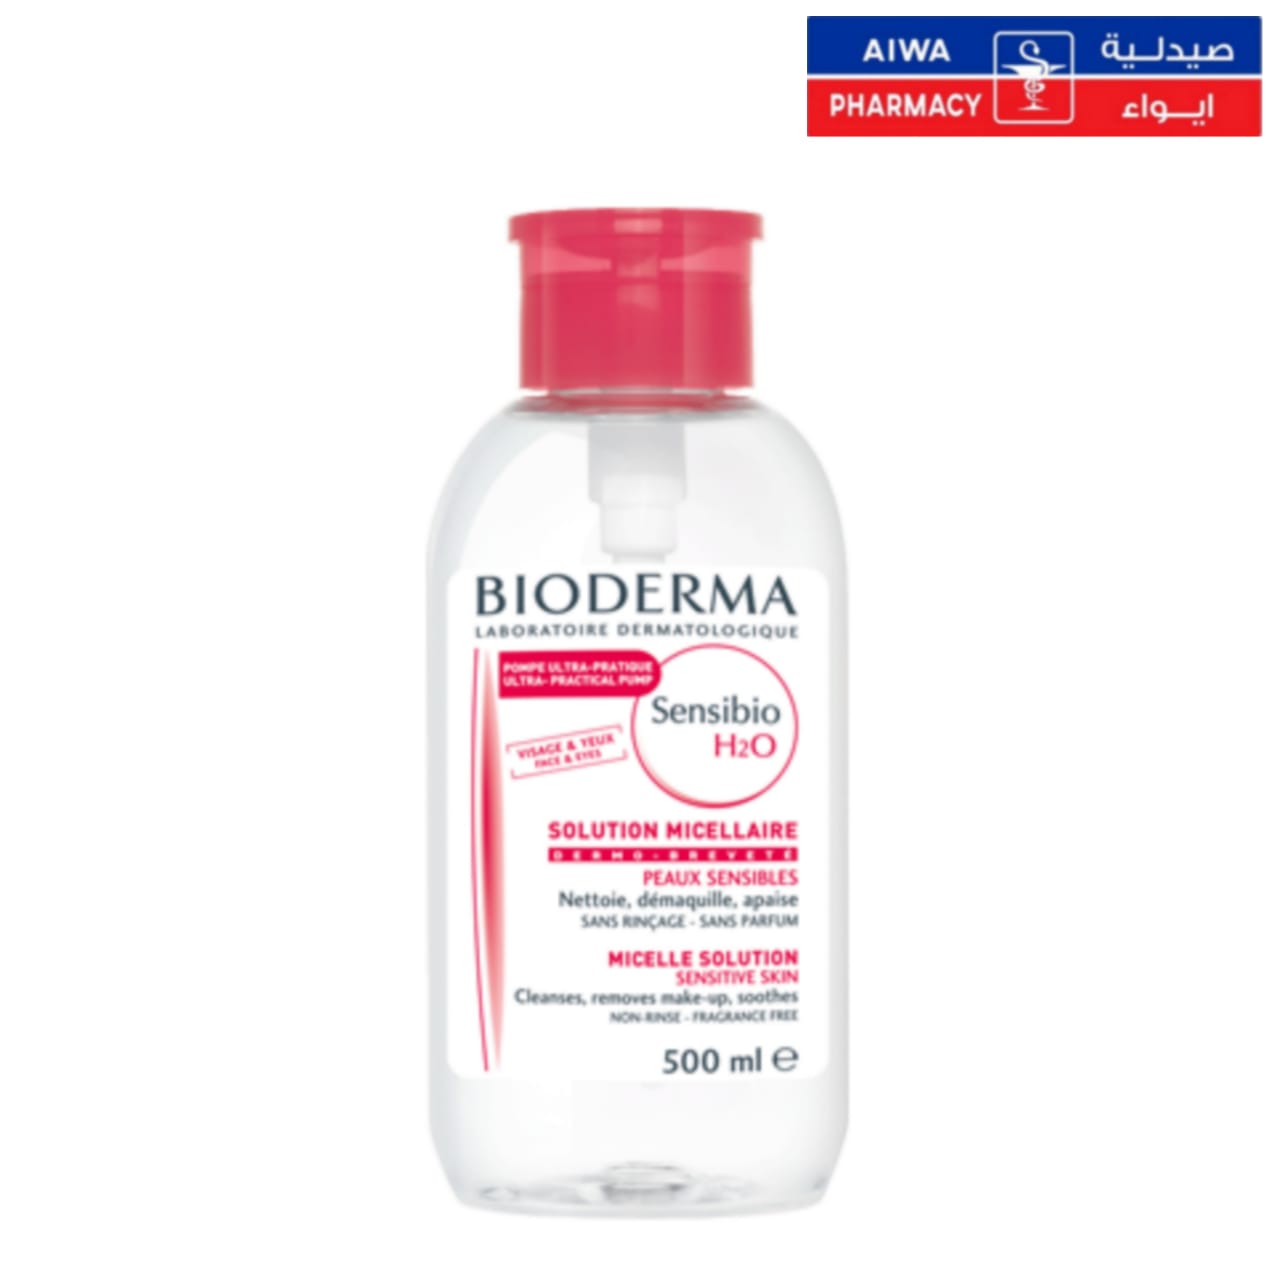 AIWA
PHARMACY
صيدلية
ايواء
BIODERMA
LABORATOIRE DERMATOLOGIQUE
POMPE ULTRA-PRATIQUE
ULTRA- PRACTICAL PUMP
Sensibio
H2O
VISAGE & YEUX
FACE & EYES
SOLUTION MICELLAIRE
DERMO-BREVETÉ
PEAUX SENSIBLES
Nettoie, démaquille, apaise
SANS RINÇAGE - SANS PARFUM
MICELLE SOLUTION
SENSITIVE SKIN
Cleanses, removes make-up, soothes
NON-RINSE - FRAGRANCE FREE
500 ml ℮